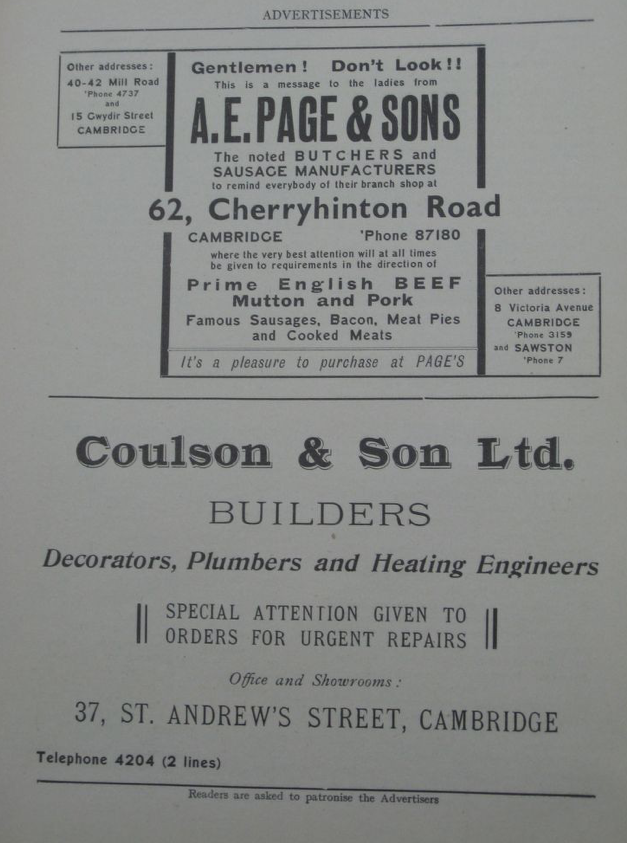 ADVERTISEMENTS
Other addresses:
40-42 Mill Road
'Phone 4737
and
15 Gwydir Street
CAMBRIDGE
Gentlemen! Don't Look!!
This is a message to the ladies from
A.E. PAGE & SONS
The noted BUTCHERS and
SAUSAGE MANUFACTURERS
to remind everybody of their branch shop at
62, Cherryhinton Road
CAMBRIDGE 'Phone 87180
where the very best attention will at all times
be given to requirements in the direction of
Prime English BEEF
Mutton and Pork
Famous Sausages, Bacon, Meat Pies
and Cooked Meats
It's a pleasure to purchase at PAGE'S
Other addresses:
8 Victoria Avenue
CAMBRIDGE
'Phone 3159
and SAWSTON
'Phone 7
Coulson & Son Ltd.
BUILDERS
Decorators, Plumbers and Heating Engineers
SPECIAL ATTENTION GIVEN TO
ORDERS FOR URGENT REPAIRS
Office and Showrooms:
37, ST. ANDREW'S STREET, CAMBRIDGE
Telephone 4204 (2 lines)
Readers are asked to patronise the Advertisers